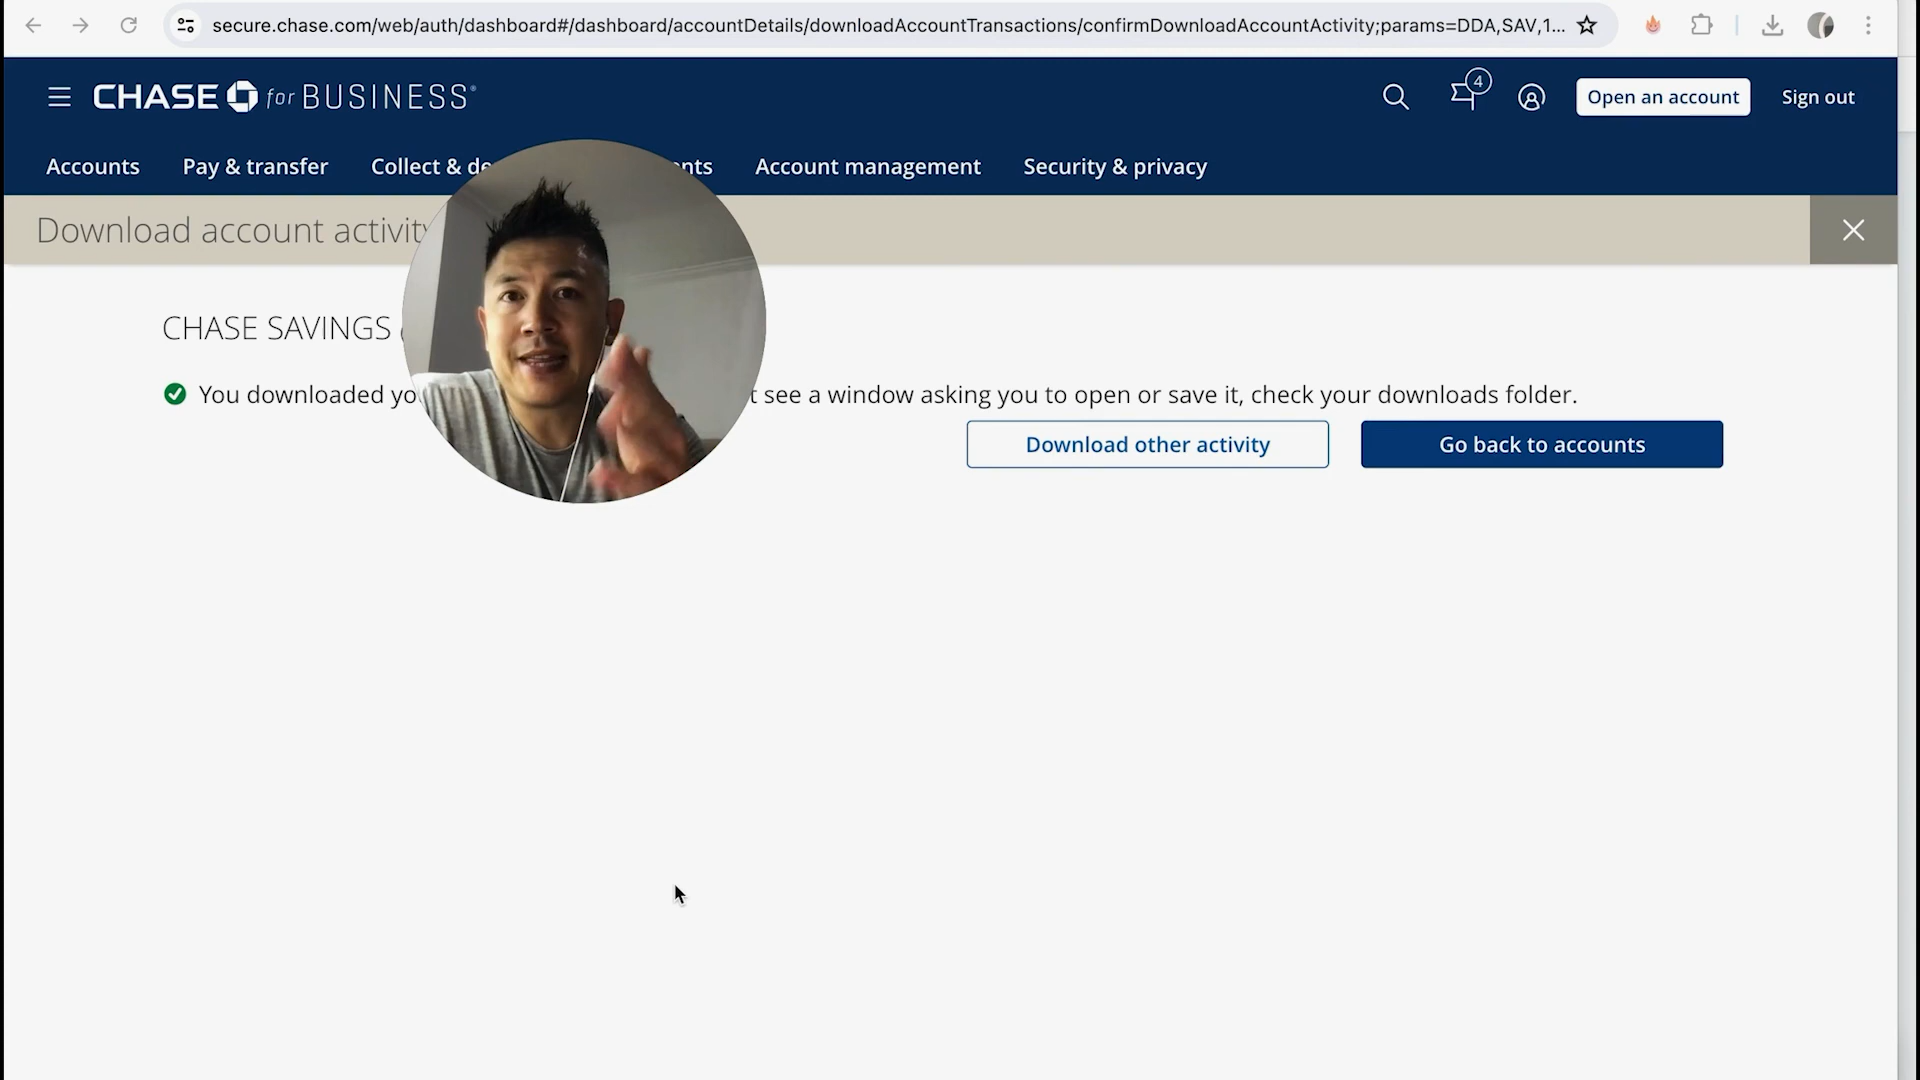 secure.chase.com/web/auth/dashboard#/dashboard/accountDetails/downloadAccountTransactions/confirmDownloadAccountActivity;params=DDA,SAV,1...
CHASE for BUSINESS®
4
Open an account
Sign out
Accounts
Pay & transfer
Collect & de
nts
Account management
Security & privacy
Download account activity
CHASE SAVINGS
You downloaded yo
t see a window asking you to open or save it, check your downloads folder.
Download other activity
Go back to accounts